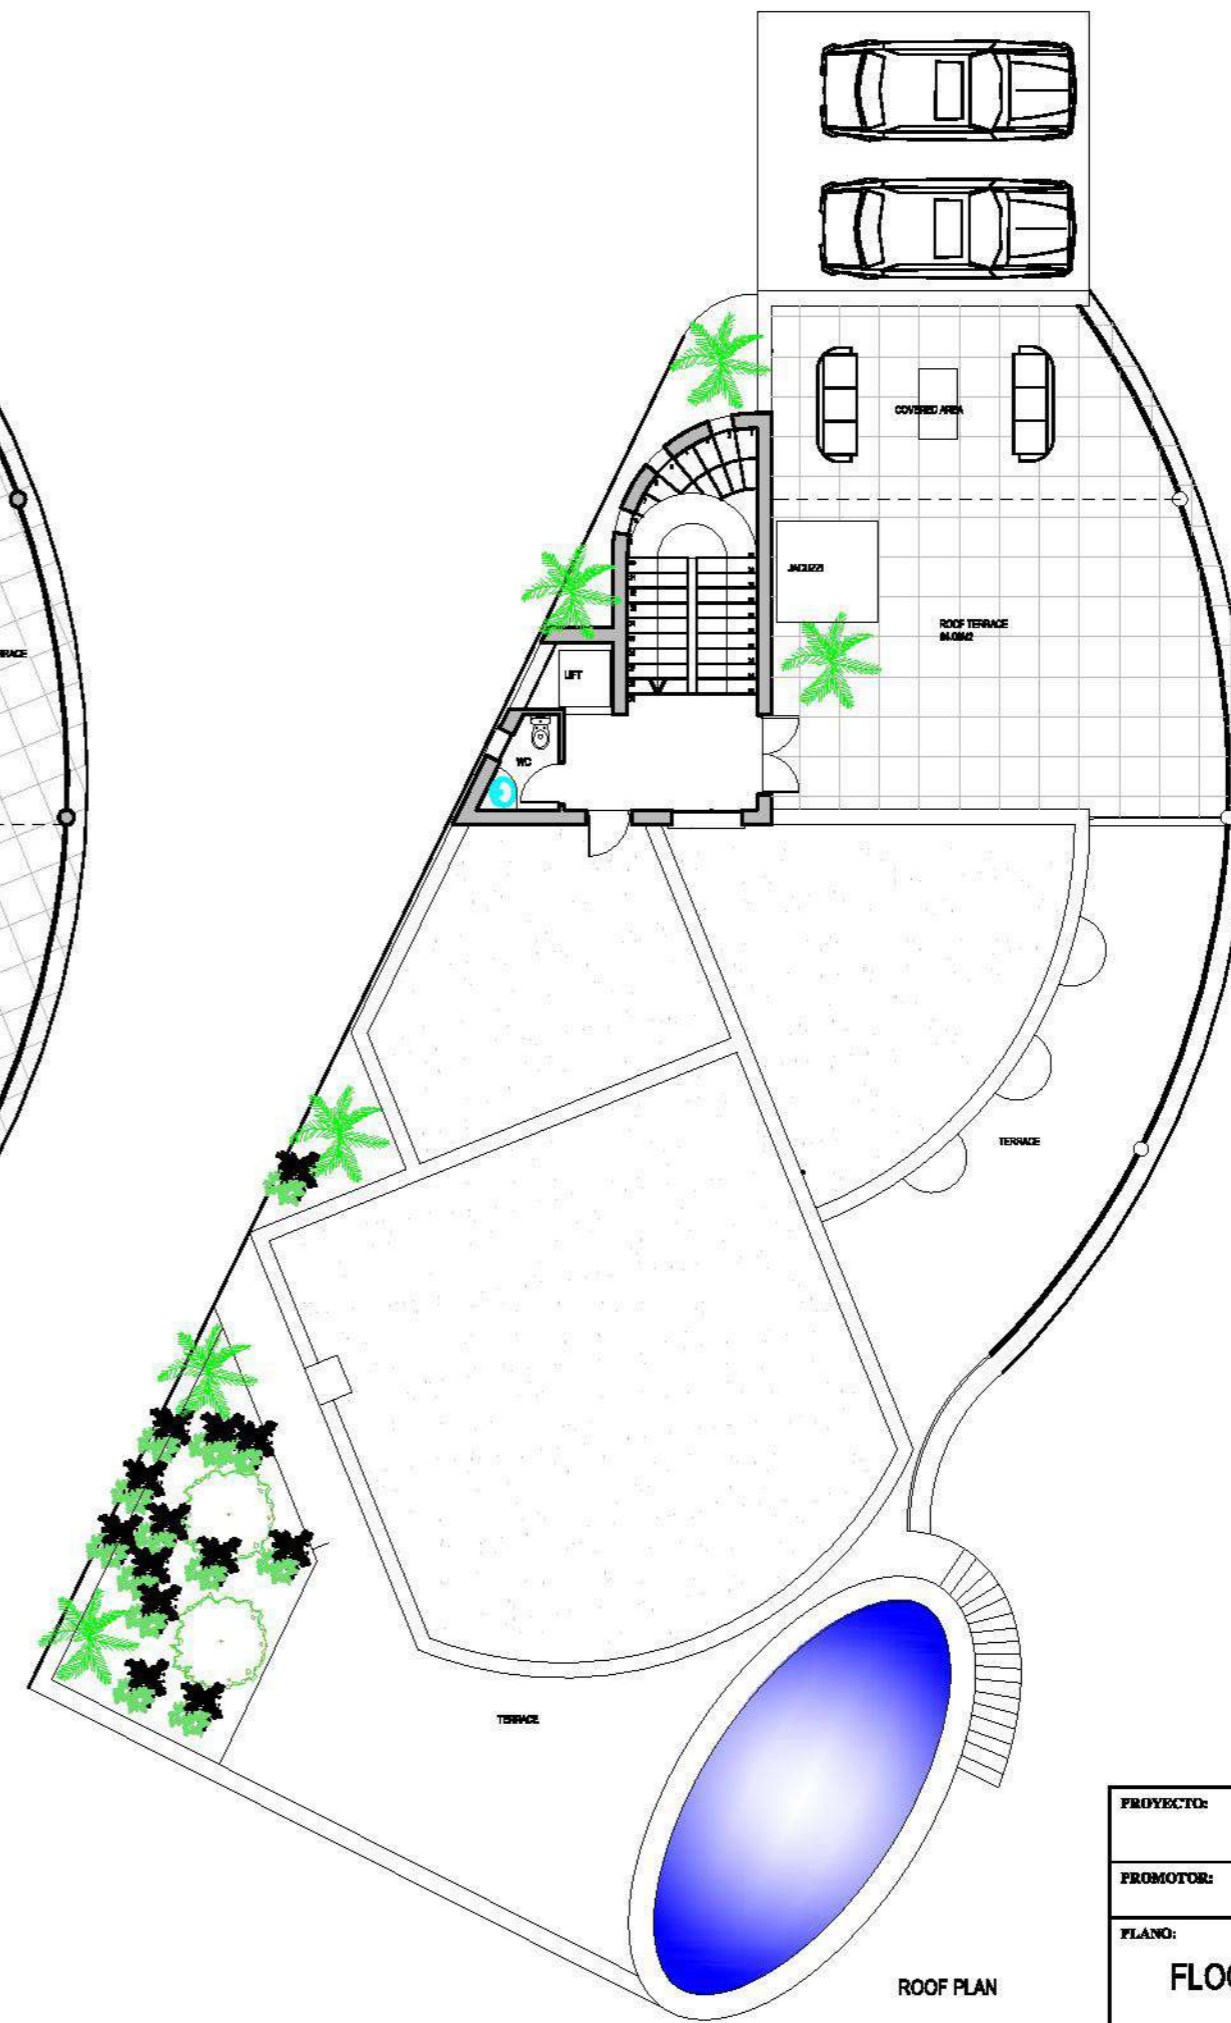 COVERED AREA
JACUZZI
ROOF TERRACE
LIFT
WC
TERRACE
TERRACE
ROOF PLAN
PROYECTO:
PROMOTOR:
PLANO: